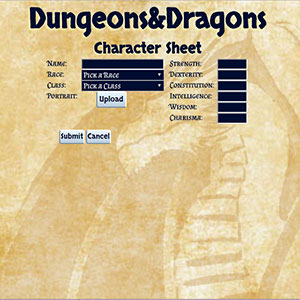 Dungeons&Dragons
Character Sheet
Name:
Race: Pick a Race
Class: Pick a Class
Portrait: Upload
Strength:
Dexterity:
Constitution:
Intelligence:
Wisdom:
Charisma:
Submit Cancel